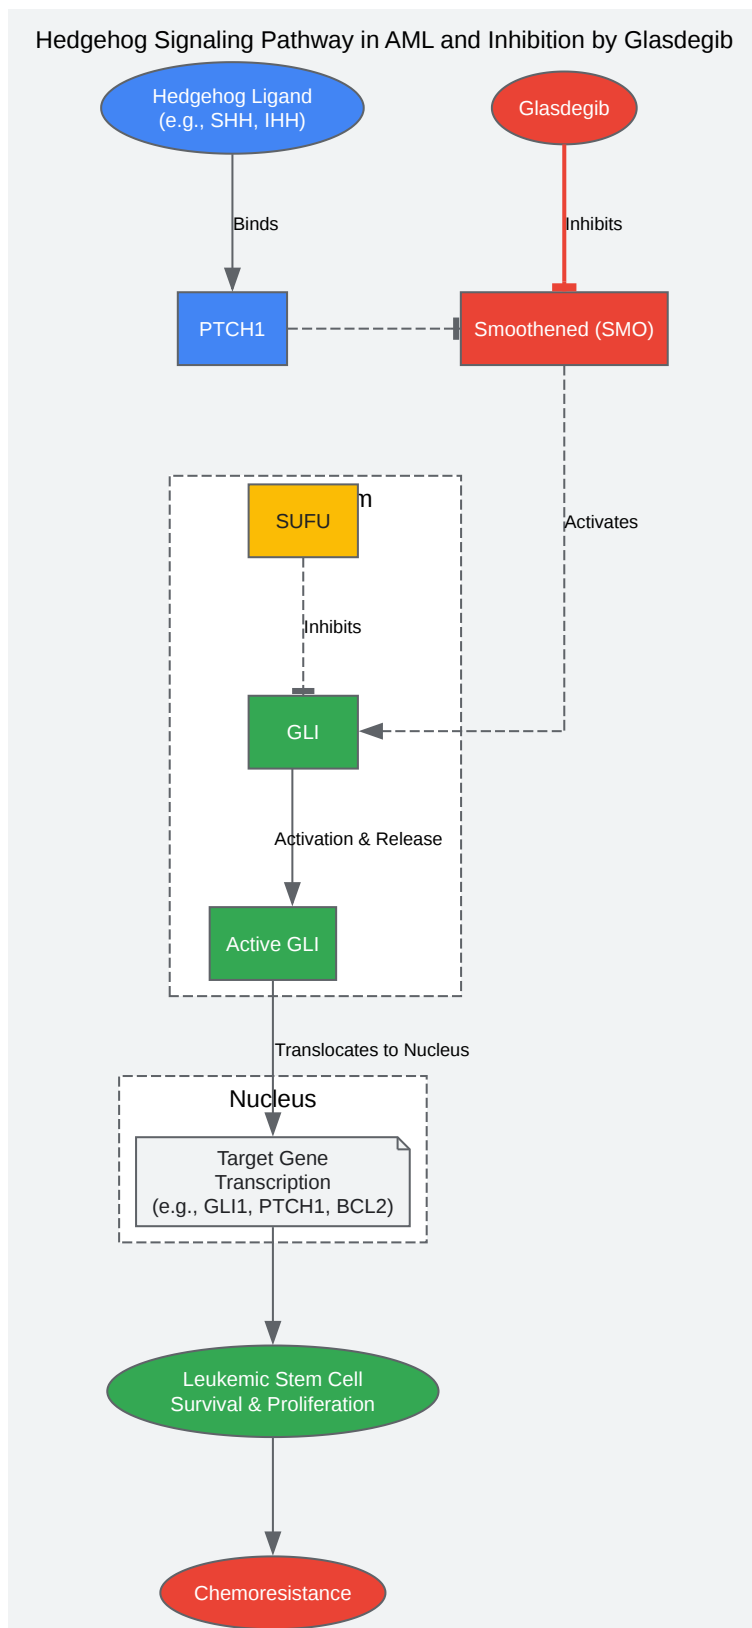 Hedgehog Signaling Pathway in AML and Inhibition by Glasdegib
Hedgehog Ligand
(e.g., SHH, IHH)
Glasdegib
Binds
Inhibits
PTCH1
Smoothened (SMO)
SUFU
Activates
Inhibits
GLI
Activation & Release
Active GLI
Translocates to Nucleus
Nucleus
Target Gene
Transcription
(e.g., GLI1, PTCH1, BCL2)
Leukemic Stem Cell
Survival & Proliferation
Chemoresistance